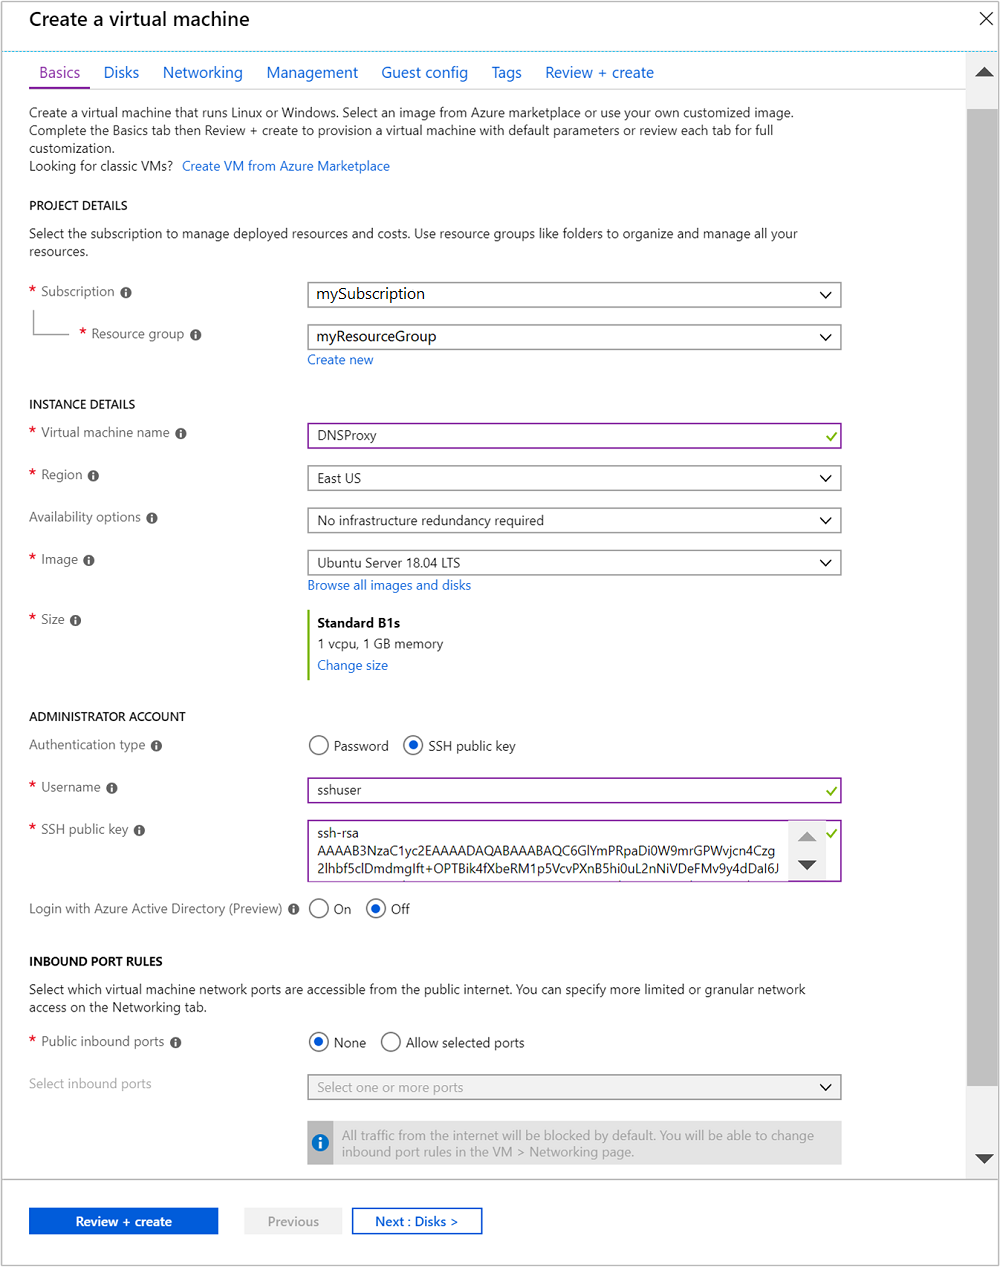 Create a virtual machine
Basics
Disks
Networking
Management
Guest config
Tags
Review + create
Create a virtual machine that runs Linux or Windows. Select an image from Azure marketplace or use your own customized image.
Complete the Basics tab then Review + create to provision a virtual machine with default parameters or review each tab for full
customization.
Looking for classic VMs? Create VM from Azure Marketplace
PROJECT DETAILS
Select the subscription to manage deployed resources and costs. Use resource groups like folders to organize and manage all your
resources.
* Subscription
mySubscription
* Resource group
myResourceGroup
Create new
INSTANCE DETAILS
* Virtual machine name
DNSProxy
* Region
East US
Availability options
No infrastructure redundancy required
* Image
Ubuntu Server 18.04 LTS
Browse all images and disks
* Size
Standard B1s
1 vcpu, 1 GB memory
Change size
ADMINISTRATOR ACCOUNT
Authentication type
Password
SSH public key
* Username
sshuser
* SSH public key
ssh-rsa
AAAAB3NzaC1yc2EAAAADAQABAAABAQC6GlYmPRpaDi0W9mrGPWvjcn4Czg
2lhbf5clDmdmgIft+OPTBik4fXbeRM1p5VcvPXnB5hi0uL2nNiVDeFMv9y4dDaI6J
Login with Azure Active Directory (Preview)
On
Off
INBOUND PORT RULES
Select which virtual machine network ports are accessible from the public internet. You can specify more limited or granular network
access on the Networking tab.
* Public inbound ports
None
Allow selected ports
Select inbound ports
Select one or more ports
All traffic from the internet will be blocked by default. You will be able to change
inbound port rules in the VM > Networking page.
Review + create
Previous
Next : Disks >